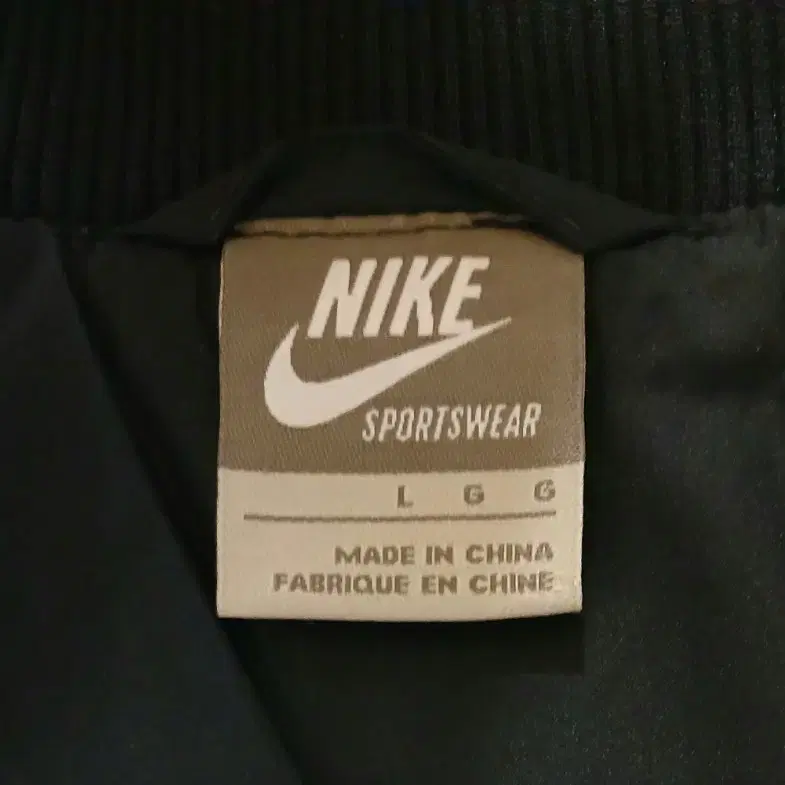 NIKE
SPORTSWEAR
L G G
MADE IN CHINA
FABRIQUE EN CHINE